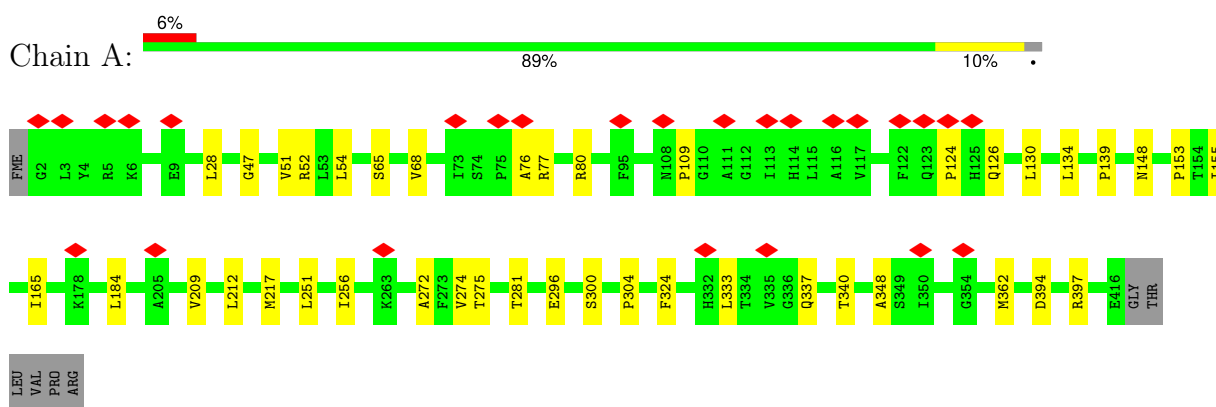 6%
Chain A:
89% 10% •
FME G2 L3 Y4 R5 K6 E9 L28 G47 V51 R52 L53 L54 S65 V68 I73 S74 P75 A76 R77 R80 F95 N108 P109 G110 A111 G112 I113 H114 L115 A116 V117 F122 Q123 P124 H125 Q126 L130 L134 P139 N148 P153 T154
I165 K178 L184 A205 V209 L212 M217 L251 I256 K263 A272 F273 V274 T275 T281 E296 S300 P304 F324 H332 L333 T334 V335 G336 Q337 T340 A348 S349 I350 G354 M362 D394 R397 E416 GLY THR
LEU VAL PRO ARG